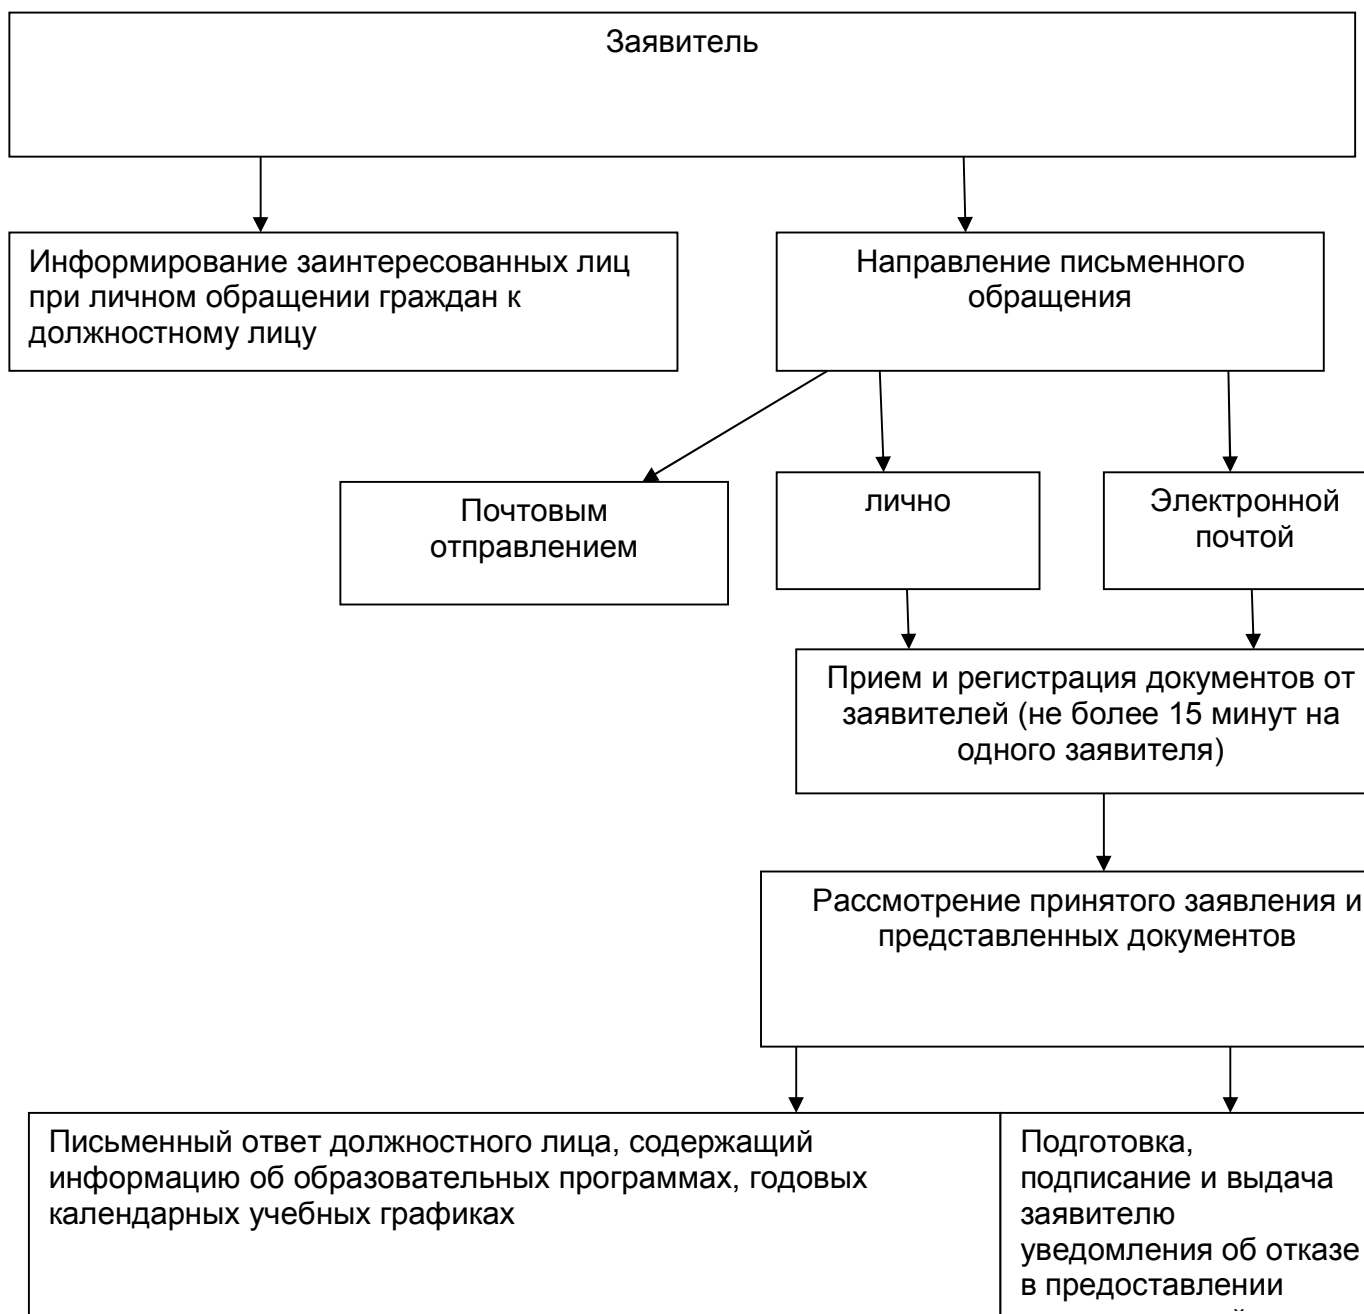 Заявитель
Информирование заинтересованных лиц
при личном обращении граждан к
должностному лицу
Направление письменного
обращения
Почтовым
отправлением
лично
Электронной
почтой
Прием и регистрация документов от
заявителей (не более 15 минут на
одного заявителя)
Рассмотрение принятого заявления и
представленных документов
Письменный ответ должностного лица, содержащий
информацию об образовательных программах, годовых
календарных учебных графиках
Подготовка,
подписание и выдача
заявителю
уведомления об отказе
в предоставлении